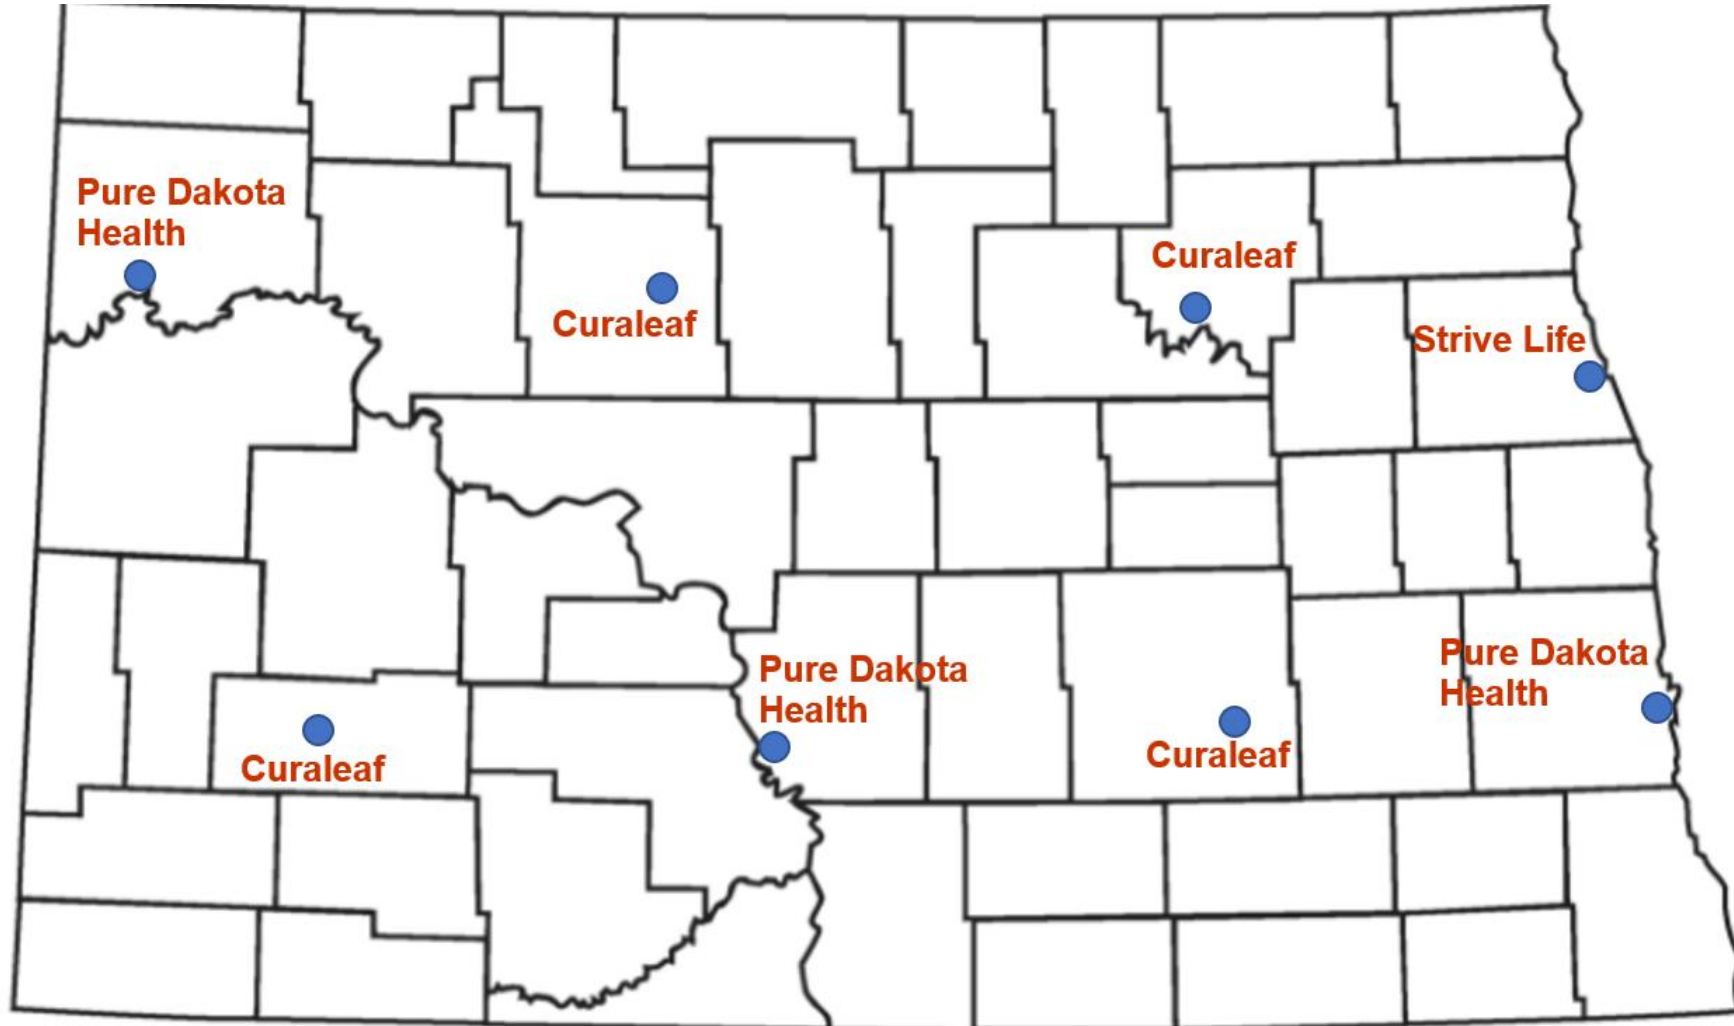 Pure Dakota
Health
Curaleaf
Curaleaf
Strive Life
Pure Dakota
Health
Pure Dakota
Health
Curaleaf
Curaleaf